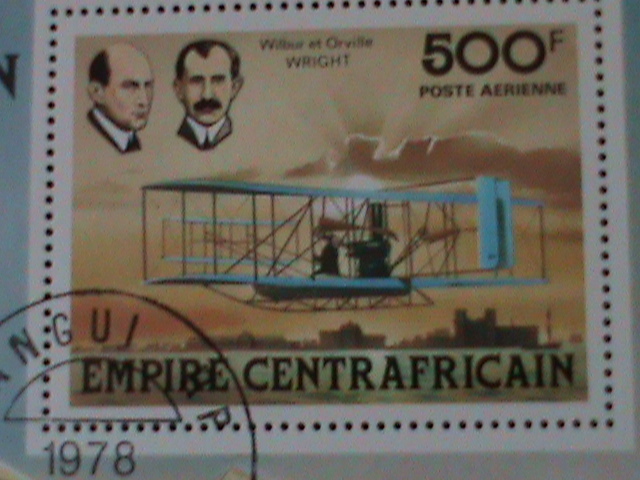 Wilbur et Orville
WRIGHT
500F
POSTE AERIENNE
N
EMPIRE CENTRAFRICAIN
NGUI
1978